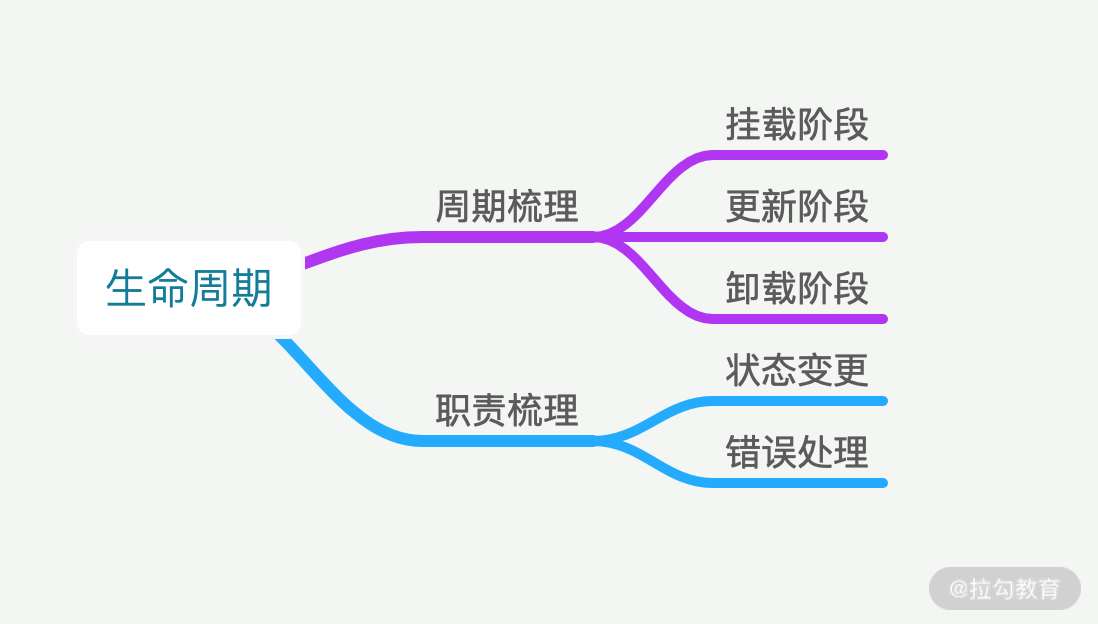 挂载阶段
周期梳理
更新阶段
生命周期
卸载阶段
状态变更
职责梳理
错误处理
@拉勾教育